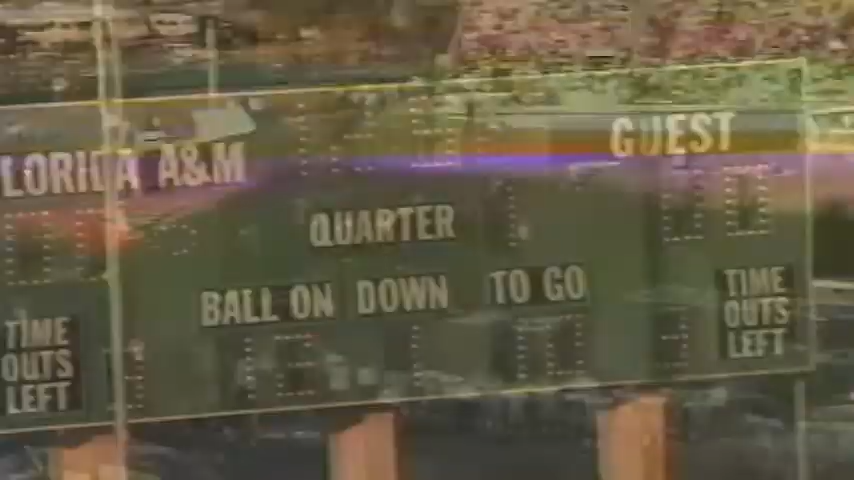 LORIDA A&M
GUEST
QUARTER
BALL ON DOWN TO GO
TIME
OUTS
LEFT
TIME
OUTS
LEFT